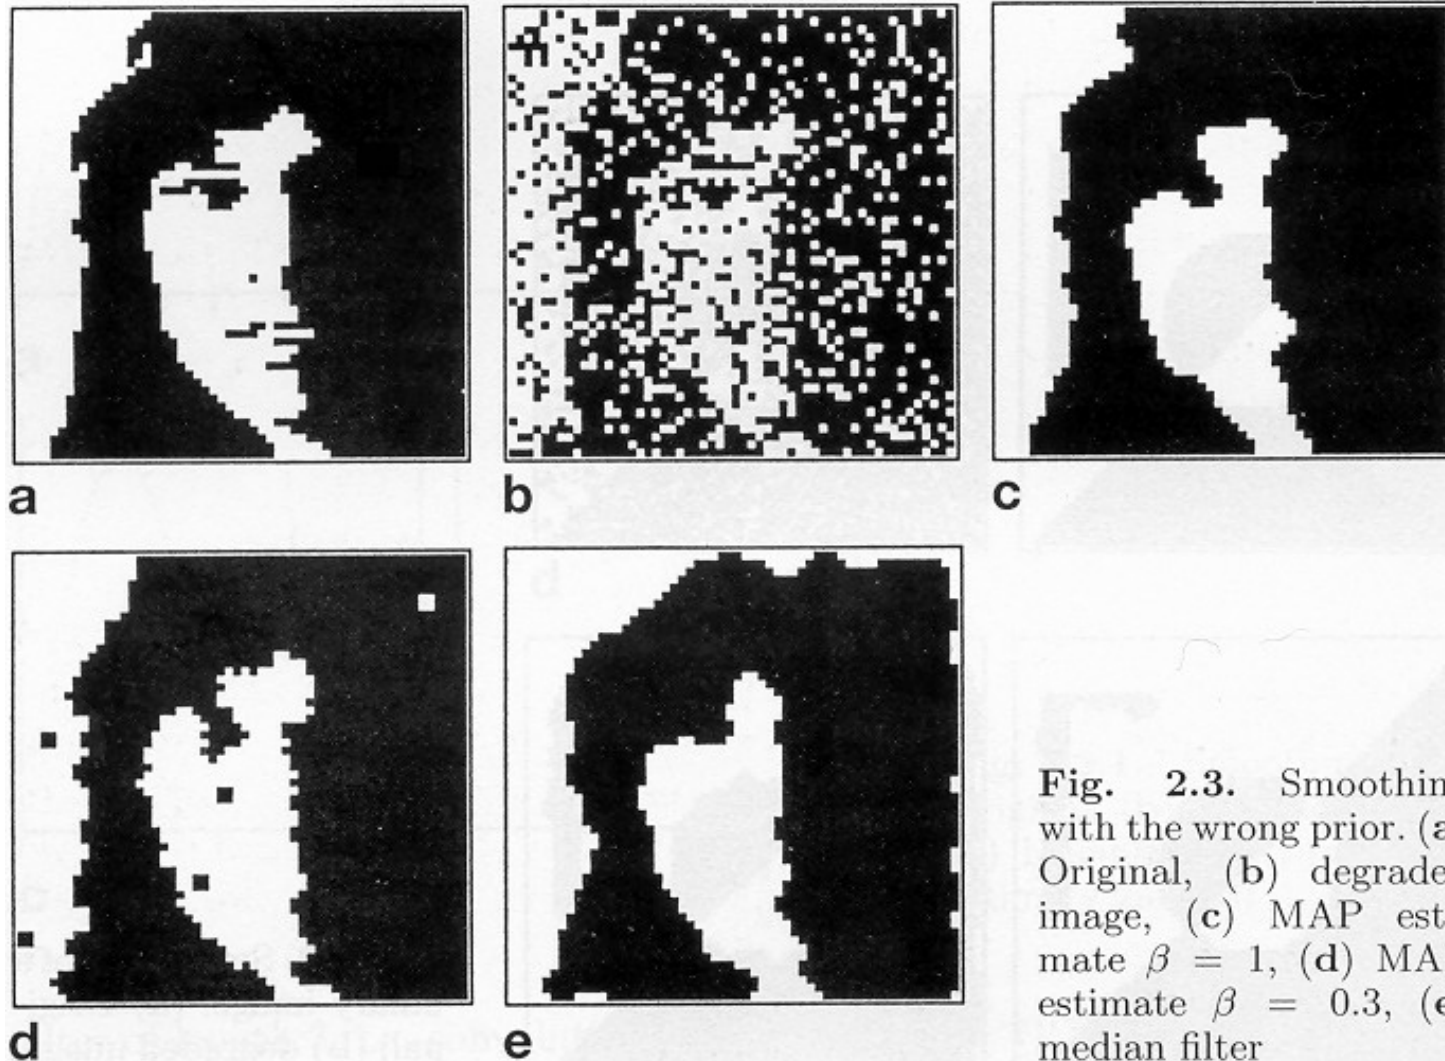 a
b
c
d
e
Fig. 2.3. Smoothin
with the wrong prior. (a
Original, (b) degrade
image, (c) MAP est
mate β = 1, (d) MA
estimate β = 0.3, (e
median filter